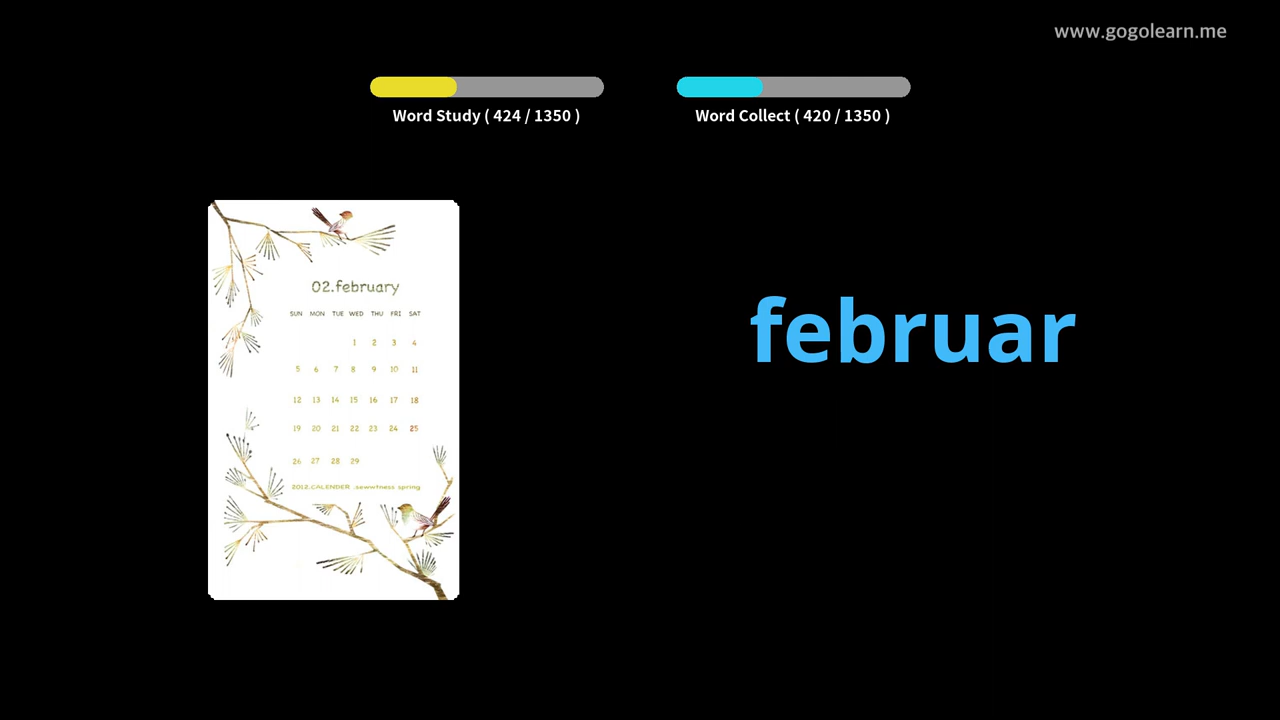 www.gogolearn.me
Word Study ( 424 / 1350 )
Word Collect ( 420 / 1350 )
02.february
SUN MON TUE WED THU FRI SAT
1 2 3 4
5 6 7 8 9 10 11
12 13 14 15 16 17 18
19 20 21 22 23 24 25
26 27 28 29
2012.CALENDER .sewwtness spring
februar